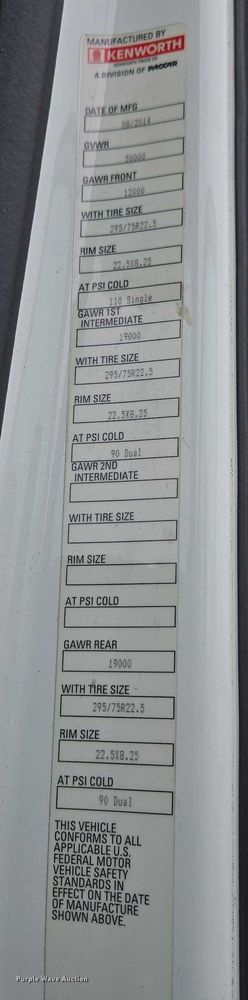 MANUFACTURED BY
KENWORTH
KENWORTH TRUCK CO
A DIVISION OF PACCAR
DATE OF MFG
08/2014
GVWR
50000
GAWR FRONT
12000
WITH TIRE SIZE
295/75R22.5
RIM SIZE
22.5X8.25
AT PSI COLD
110 Single
GAWR 1ST
INTERMEDIATE
19000
WITH TIRE SIZE
295/75R22.5
RIM SIZE
22.5X8.25
AT PSI COLD
90 Dual
GAWR 2ND
INTERMEDIATE
WITH TIRE SIZE
RIM SIZE
AT PSI COLD
GAWR REAR
19000
WITH TIRE SIZE
295/75R22.5
RIM SIZE
22.5X8.25
AT PSI COLD
90 Dual
THIS VEHICLE
CONFORMS TO ALL
APPLICABLE U.S.
FEDERAL MOTOR
VEHICLE SAFETY
STANDARDS IN
EFFECT ON THE DATE
OF MANUFACTURE
SHOWN ABOVE.
Purple Wave Auction